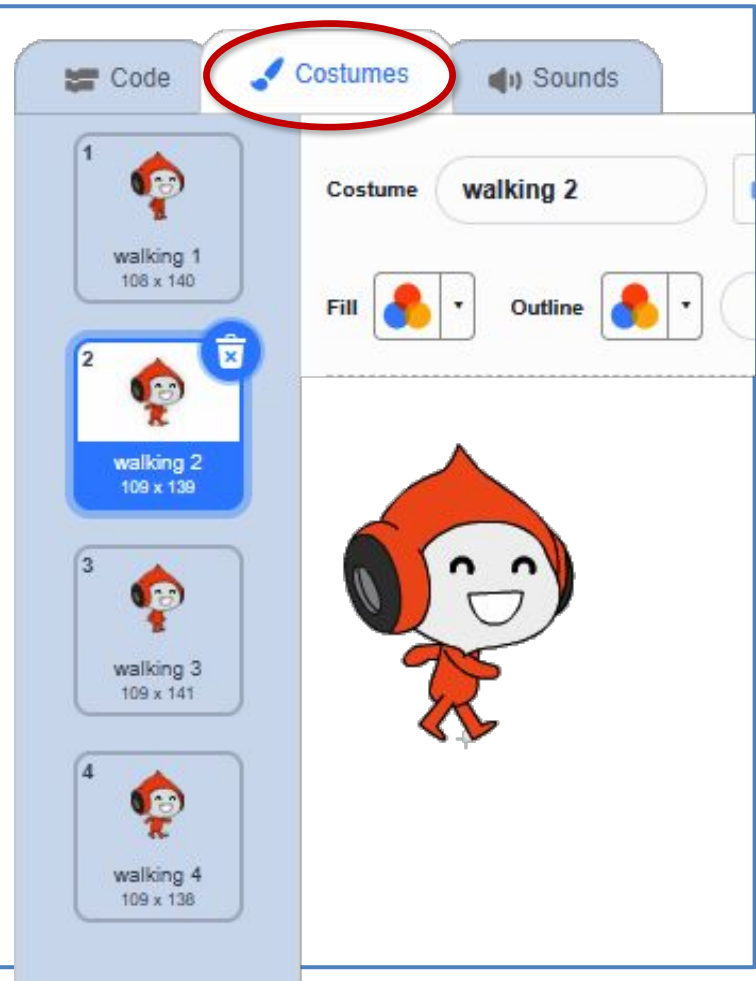 Code Costumes Sounds
1
walking 1
108 x 140
2
walking 2
109 x 139
3
walking 3
109 x 141
4
walking 4
109 x 138
Costume walking 2
Fill Outline